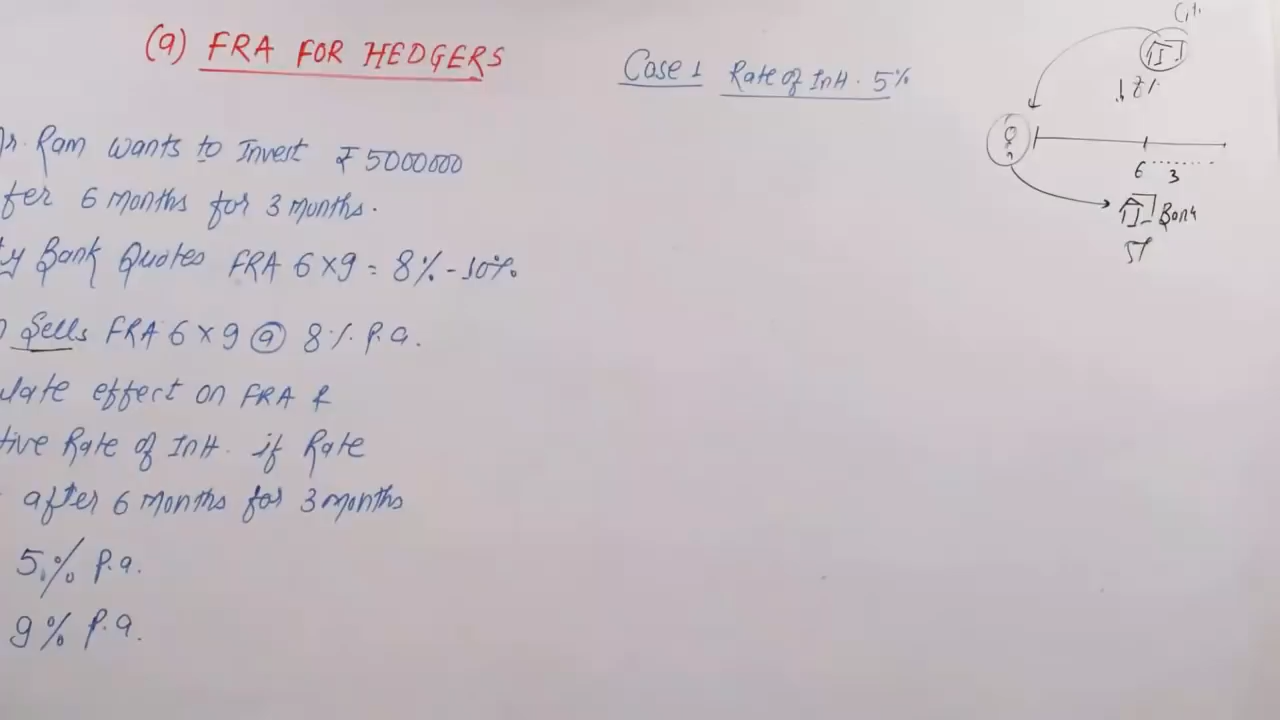 (a) FRA FOR HEDGERS
Case 1 Rate of Int. 5%
Mr. Ram wants to Invest ₹ 5000000
fter 6 months for 3 months.
ty Bank Quotes FRA 6×9 = 8% - 10%
Sells FRA 6×9 @ 8% P.a.
ulate effect on FRA &
tive Rate of Int. if Rate
after 6 months for 3 months
5% P.a.
9% P.a.
6 3
Bank
5%